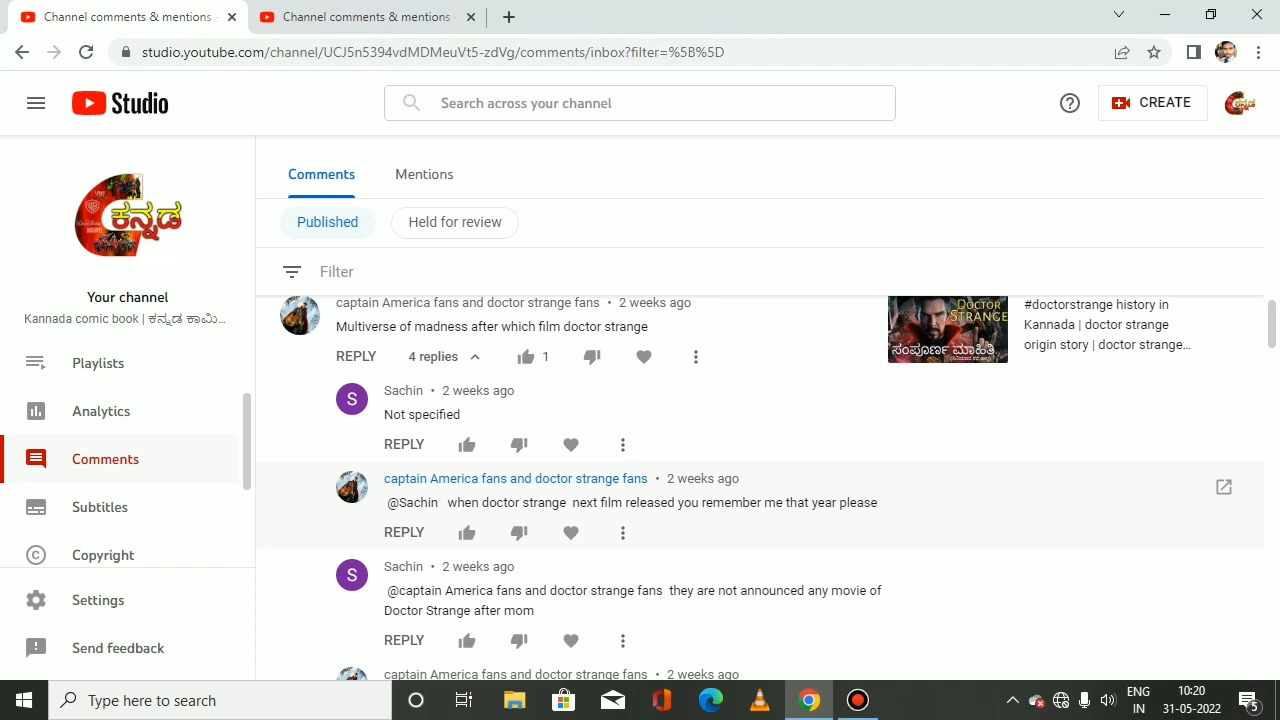 Channel comments & mentions -
Channel comments & mentions -
studio.youtube.com/channel/UCJ5n5394vdMDMeuVt5-zdVg/comments/inbox?filter=%5B%5D
Studio
Search across your channel
CREATE
ಕನ್ನಡ
ಕನ್ನಡ
Your channel
Kannada comic book | ಕನ್ನಡ ಕಾಮಿ...
Playlists
Analytics
Comments
Subtitles
Copyright
Settings
Send feedback
Comments
Mentions
Published
Held for review
Filter
captain America fans and doctor strange fans • 2 weeks ago
Multiverse of madness after which film doctor strange
REPLY 4 replies 1
DOCTOR
STRANGE
ಸಂಪೂರ್ಣ ಮಾಹಿತಿ
#doctorstrange history in
Kannada | doctor strange
origin story | doctor strange...
S
Sachin • 2 weeks ago
Not specified
REPLY
captain America fans and doctor strange fans • 2 weeks ago
@Sachin when doctor strange next film released you remember me that year please
REPLY
S
Sachin • 2 weeks ago
@captain America fans and doctor strange fans they are not announced any movie of
Doctor Strange after mom
REPLY
captain America fans and doctor strange fans • 2 weeks ago
Type here to search
ENG
IN
10:20
31-05-2022
5